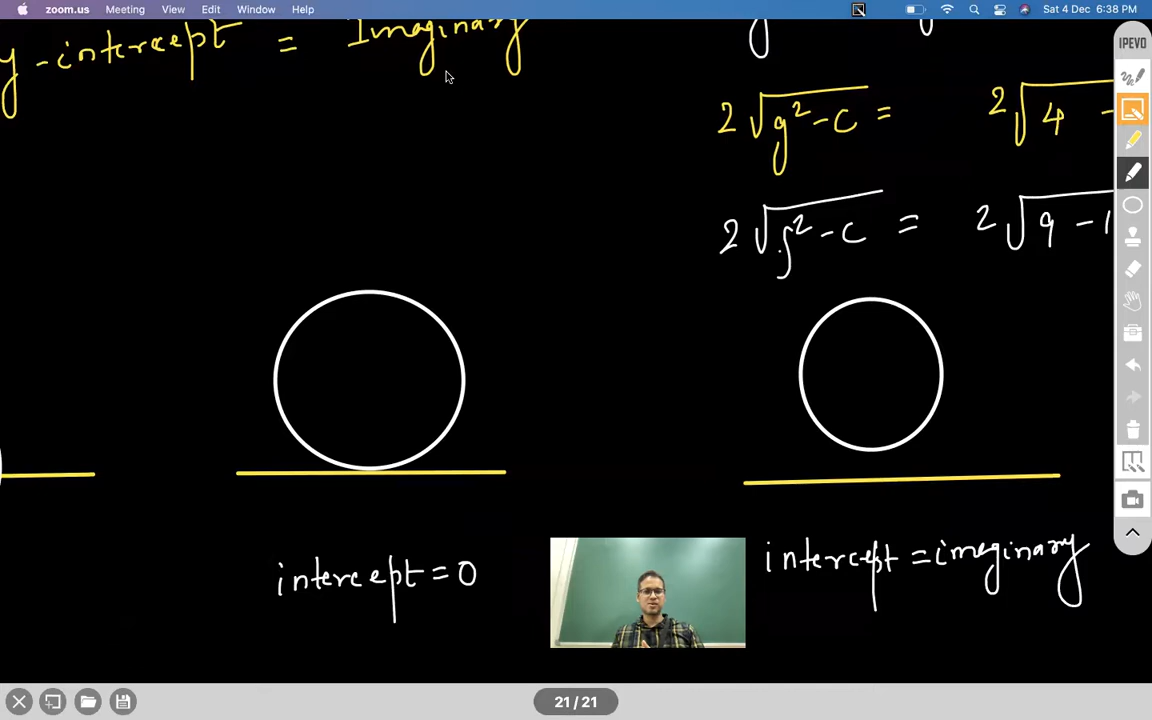 zoom.us Meeting View Edit Window Help Sat 4 Dec 6:38 PM
IPEVO
y-intercept = Imaginary
2√g²-c = 2√4 -
2√f²-c = 2√9 - 1
intercept = 0
intercept = imaginary
21 / 21